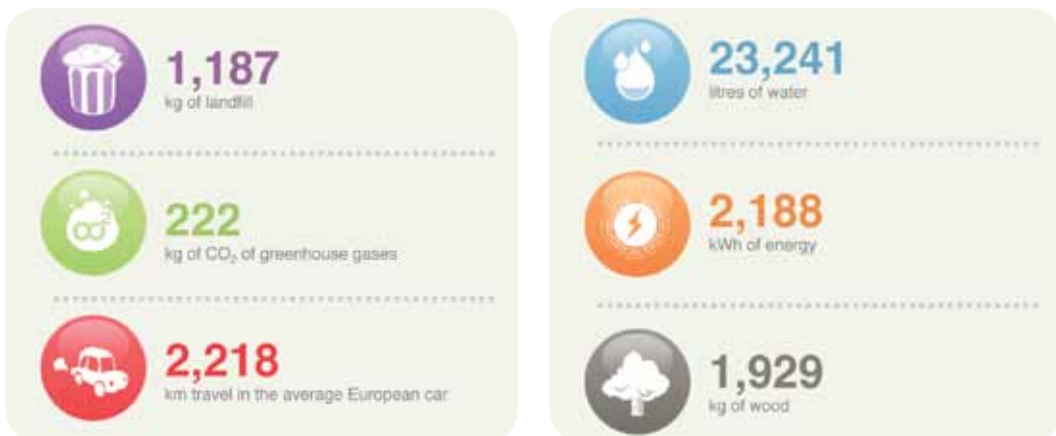 1,187
kg of landfill
222
kg of CO₂ of greenhouse gases
2,218
km travel in the average European car
23,241
litres of water
2,188
kWh of energy
1,929
kg of wood